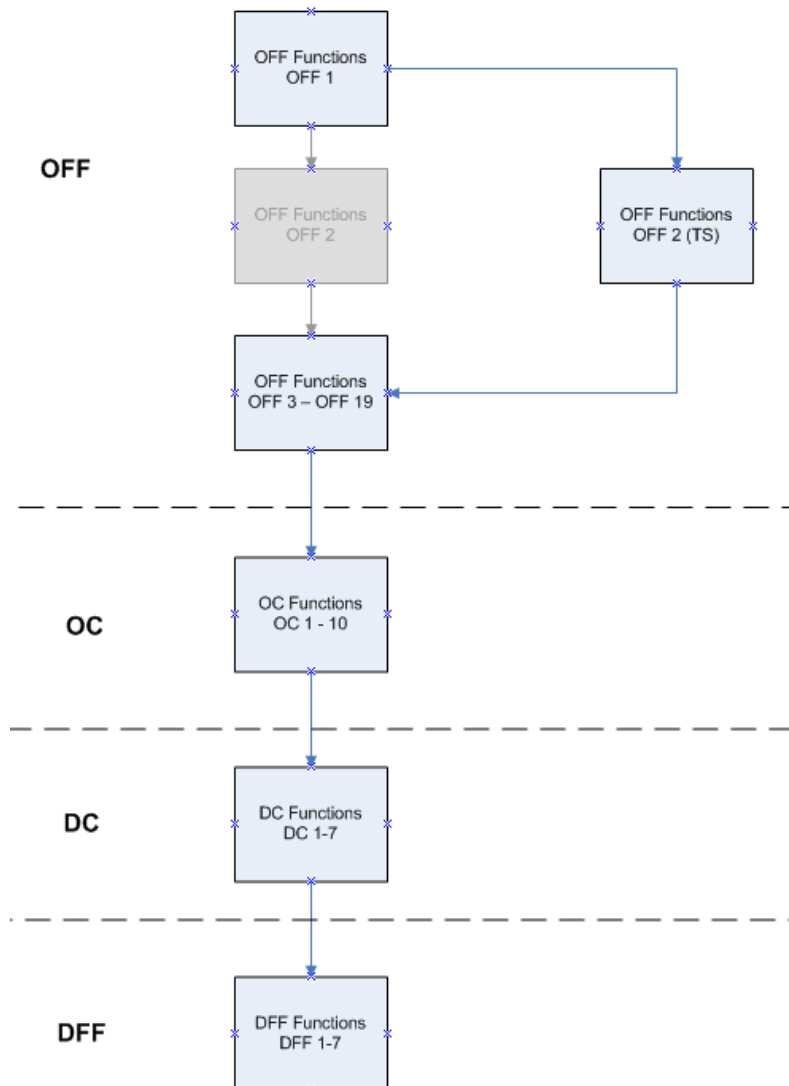 OFF Functions
OFF 1
OFF
OFF Functions
OFF 2
OFF Functions
OFF 2 (TS)
OFF Functions
OFF 3 – OFF 19
OC
OC Functions
OC 1 - 10
DC
DC Functions
DC 1-7
DFF
DFF Functions
DFF 1-7